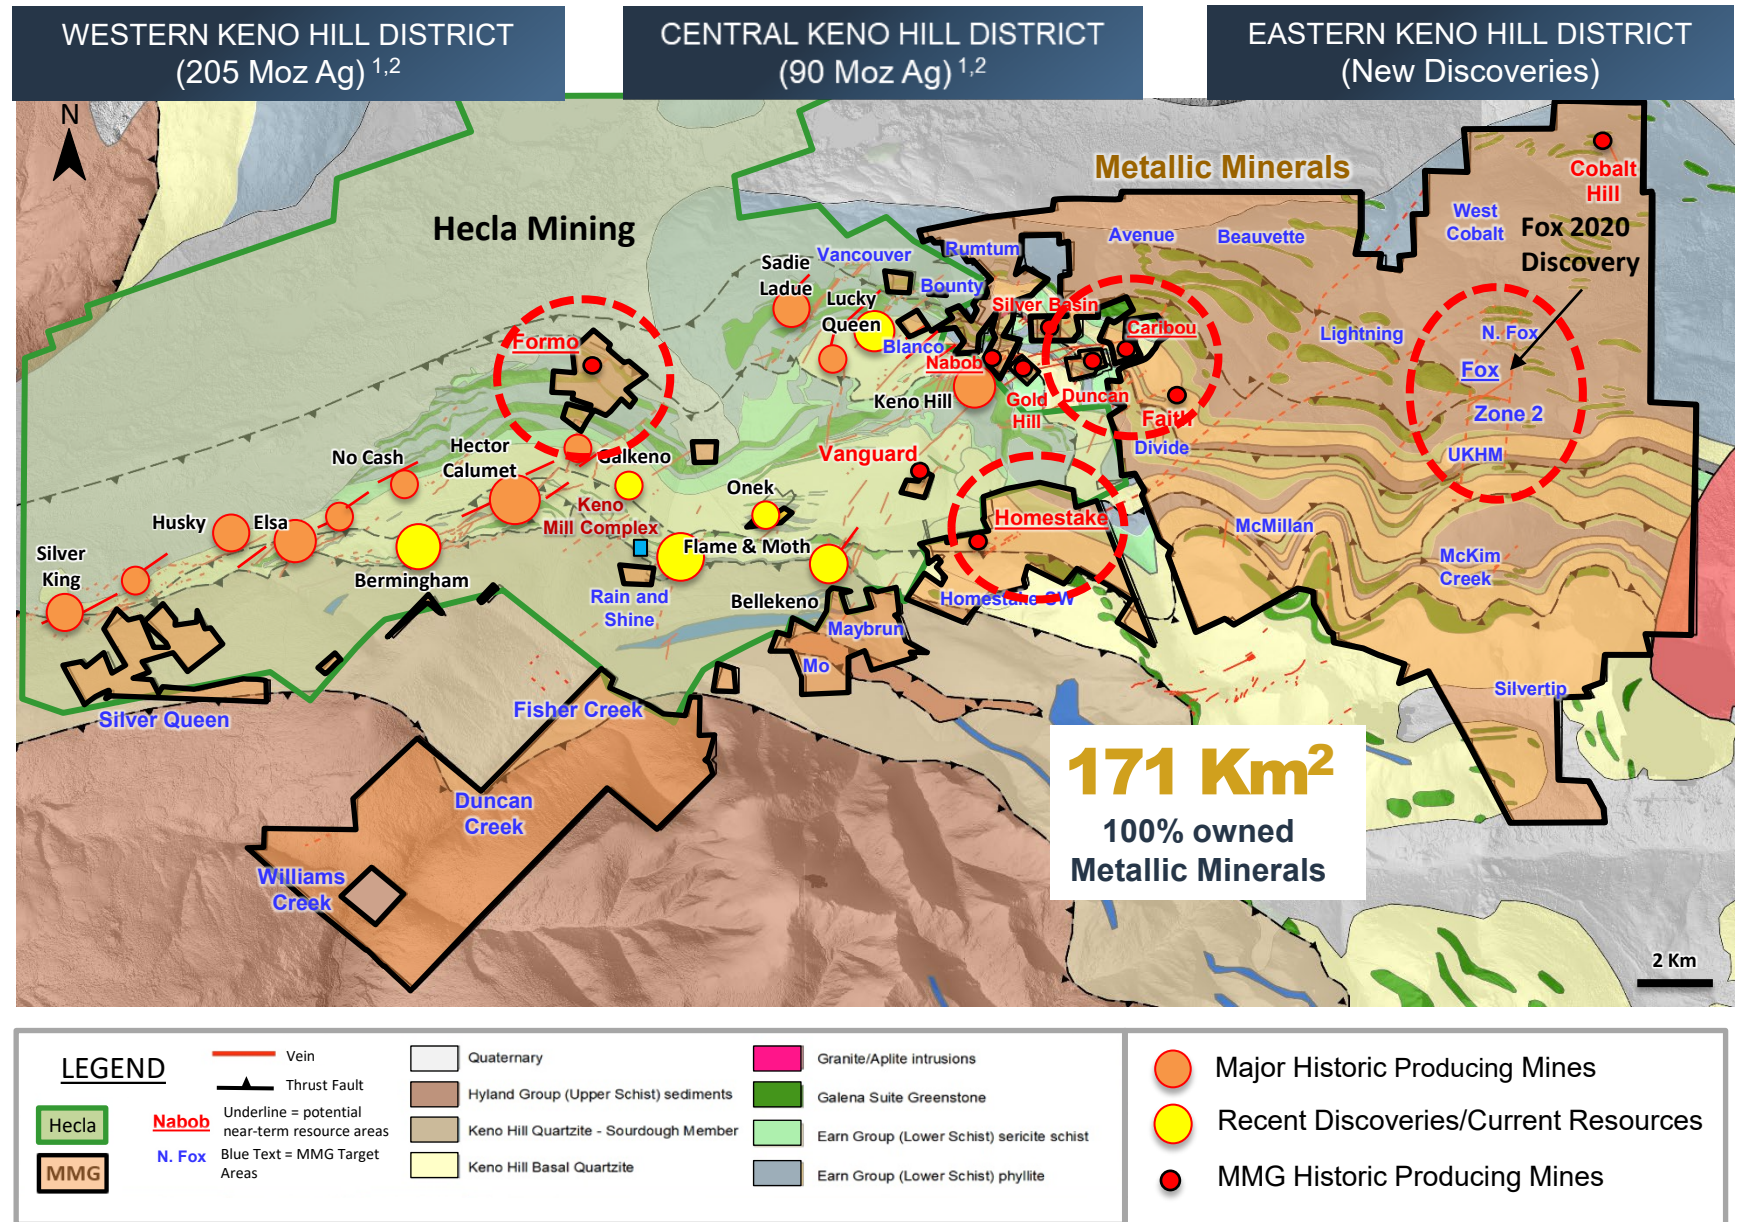 WESTERN KENO HILL DISTRICT
(205 Moz Ag) 1,2
CENTRAL KENO HILL DISTRICT
(90 Moz Ag) 1,2
EASTERN KENO HILL DISTRICT
(New Discoveries)
N
Metallic Minerals
Cobalt
Hill
Hecla Mining
West
Cobalt
Fox 2020
Discovery
Avenue
Beauvette
Rumtum
Vancouver
Sadie
Ladue
Bounty
Lucky
Queen
Silver Basin
Caribou
Lightning
N. Fox
Formo
Blanco
Nabob
Fox
Keno Hill
Gold
Hill
Duncan
Faith
Zone 2
Divide
UKHM
Hector
Calumet
No Cash
Galkeno
Vanguard
Onek
Keno
Mill Complex
Husky
Elsa
Homestake
McMillan
Flame & Moth
Silver
King
Bermingham
McKim
Creek
Rain and
Shine
Bellekeno
Homestake SW
Maybrun
Mo
Silvertip
Silver Queen
Fisher Creek
171 Km2
100% owned
Metallic Minerals
Duncan
Creek
Williams
Creek
2 Km
LEGEND
Hecla
MMG
Vein
Thrust Fault
Nabob
Underline = potential
near-term resource areas
N. Fox
Blue Text = MMG Target
Areas
Quaternary
Hyland Group (Upper Schist) sediments
Keno Hill Quartzite - Sourdough Member
Keno Hill Basal Quartzite
Granite/Aplite intrusions
Galena Suite Greenstone
Earn Group (Lower Schist) sericite schist
Earn Group (Lower Schist) phyllite
Major Historic Producing Mines
Recent Discoveries/Current Resources
MMG Historic Producing Mines